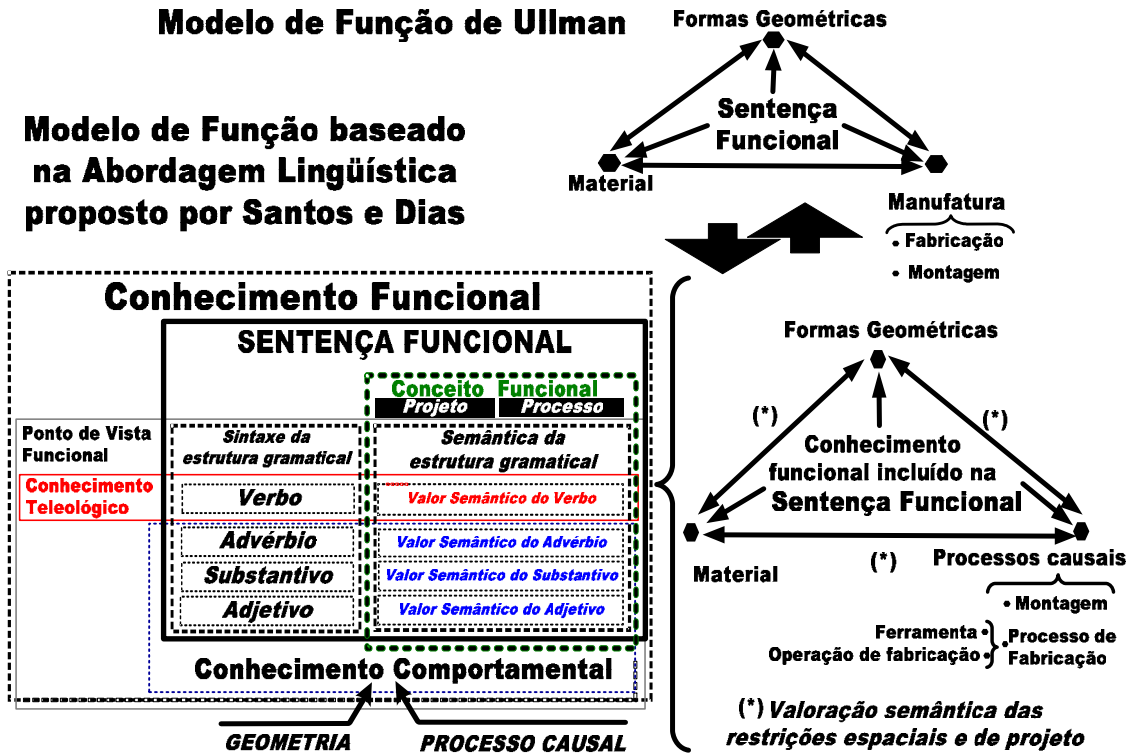 Modelo de Função de Ullman
Formas Geométricas
Sentença
Funcional
Material
Manufatura
• Fabricação
• Montagem
Modelo de Função baseado
na Abordagem Lingüística
proposto por Santos e Dias
Conhecimento Funcional
SENTENÇA FUNCIONAL
Conceito Funcional
Projeto Processo
Ponto de Vista
Funcional
Sintaxe da
estrutura gramatical
Semântica da
estrutura gramatical
Conhecimento
Teleológico
Verbo
Valor Semântico do Verbo
Advérbio
Valor Semântico do Advérbio
Substantivo
Valor Semântico do Substantivo
Adjetivo
Valor Semântico do Adjetivo
Conhecimento Comportamental
GEOMETRIA
PROCESSO CAUSAL
Formas Geométricas
(*)
(*)
Conhecimento
funcional incluído na
Sentença Funcional
(*)
Material
Processos causais
• Montagem
Ferramenta •
Operação de fabricação •
• Processo de
Fabricação
(*) Valoração semântica das
restrições espaciais e de projeto